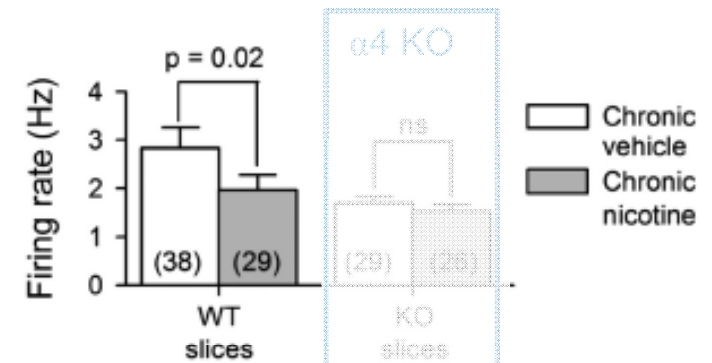 α4 KO
p = 0.02
ns
Firing rate (Hz)
4
3
2
1
0
(38)
(29)
(29)
(26)
WT
slices
KO
slices
Chronic
vehicle
Chronic
nicotine